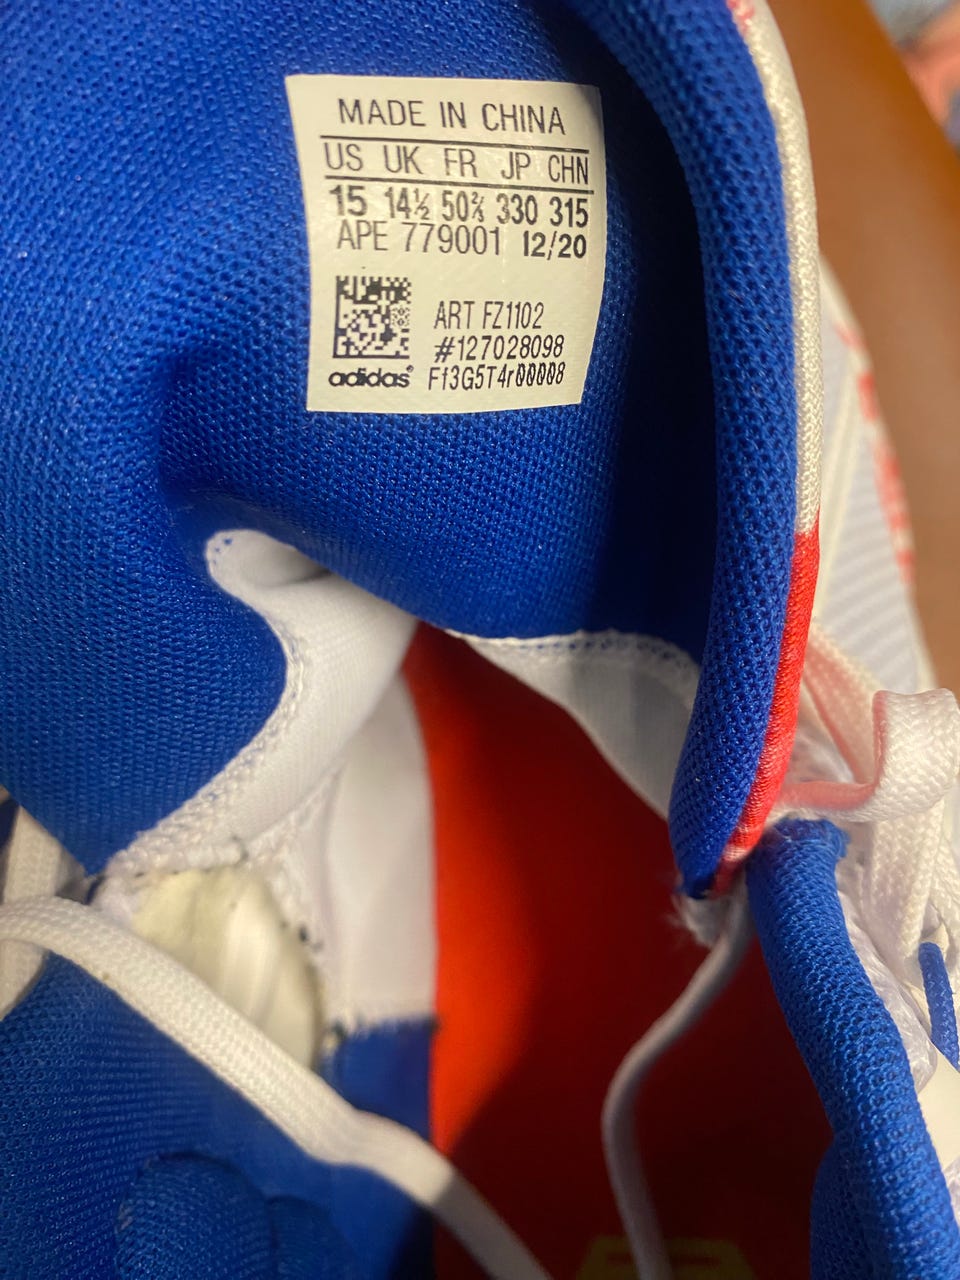 MADE IN CHINA
US UK FR JP CHN
15 14½ 50⅔ 330 315
APE 779001 12/20
ART FZ1102
#127028098
adidas® Ff3G5T4r00008